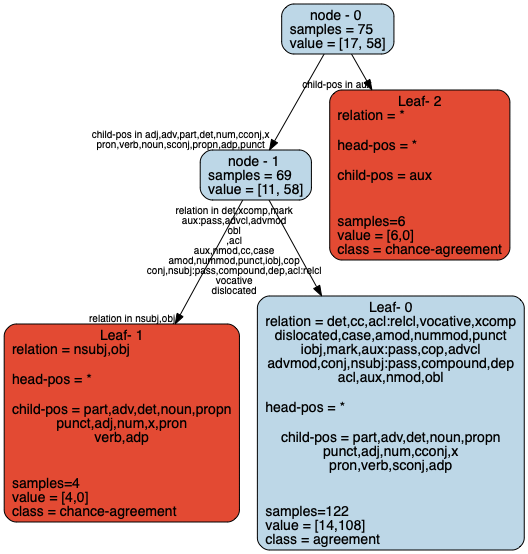 node - 0
samples = 75
value = [17, 58]
child-pos in aux
child-pos in adj,adv,part,det,num,cconj,x
pron,verb,noun,sconj,propn,adp,punct
Leaf- 2
relation = *
head-pos = *
child-pos = aux
samples=6
value = [6,0]
class = chance-agreement
node - 1
samples = 69
value = [11, 58]
relation in det,xcomp,mark
aux:pass,advcl,advmod
obl
,acl
aux,nmod,cc,case
amod,nummod,punct,iobj,cop
conj,nsubj:pass,compound,dep,acl:relcl
vocative
dislocated
relation in nsubj,obj
Leaf- 1
relation = nsubj,obj
head-pos = *
child-pos = part,adv,det,noun,propn
punct,adj,num,x,pron
verb,adp
samples=4
value = [4,0]
class = chance-agreement
Leaf- 0
relation = det,cc,acl:relcl,vocative,xcomp
dislocated,case,amod,nummod,punct
iobj,mark,aux:pass,cop,advcl
advmod,conj,nsubj:pass,compound,dep
acl,aux,nmod,obl
head-pos = *
child-pos = part,adv,det,noun,propn
punct,adj,num,cconj,x
pron,verb,sconj,adp
samples=122
value = [14,108]
class = agreement